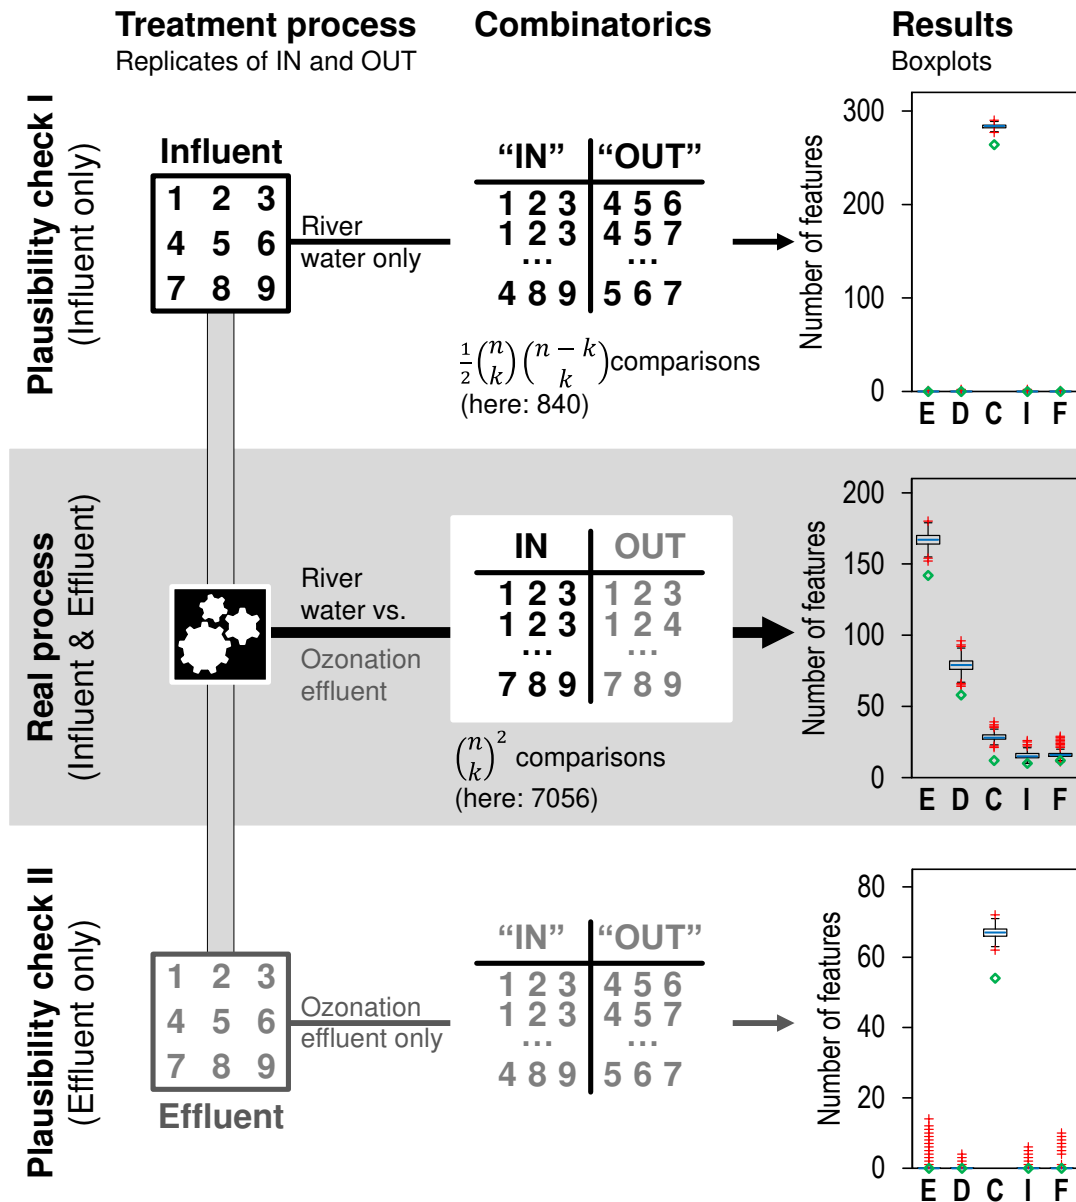 Treatment process
Replicates of IN and OUT
Combinatorics
Results
Boxplots
Plausibility check I
(Influent only)
Influent
1 2 3
4 5 6
7 8 9
River
water only
“IN” “OUT”
1 2 3 4 5 6
1 2 3 4 5 7
... ...
4 8 9 5 6 7
½(n k)(n − k k)comparisons
(here: 840)
Number of features
300
200
100
0
E D C I F
Real process
(Influent & Effluent)
River
water vs.
Ozonation
effluent
IN OUT
1 2 3 1 2 3
1 2 3 1 2 4
... ...
7 8 9 7 8 9
(n k)² comparisons
(here: 7056)
Number of features
200
150
100
50
0
E D C I F
Plausibility check II
(Effluent only)
1 2 3
4 5 6
7 8 9
Effluent
Ozonation
effluent only
“IN” “OUT”
1 2 3 4 5 6
1 2 3 4 5 7
... ...
4 8 9 5 6 7
Number of features
80
60
40
20
0
E D C I F